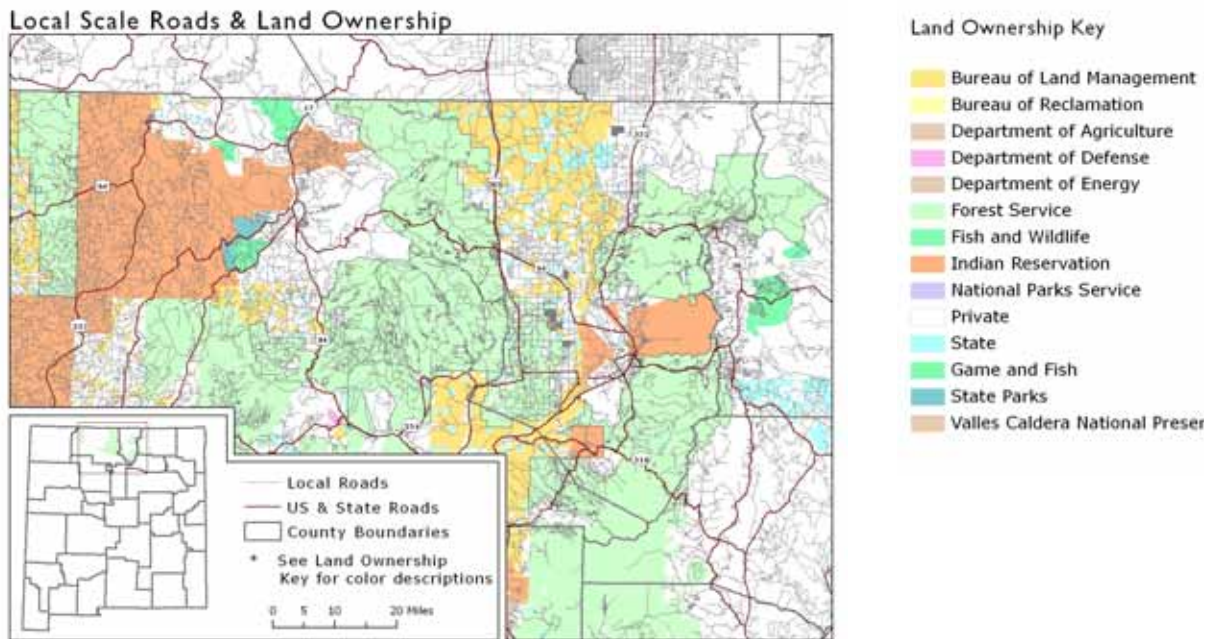 Local Scale Roads & Land Ownership
Land Ownership Key
Bureau of Land Management
Bureau of Reclamation
Department of Agriculture
Department of Defense
Department of Energy
Forest Service
Fish and Wildlife
Indian Reservation
National Parks Service
Private
State
Game and Fish
State Parks
Valles Caldera National Preser
Local Roads
US & State Roads
County Boundaries
* See Land Ownership
Key for color descriptions
0 5 10 20 Miles